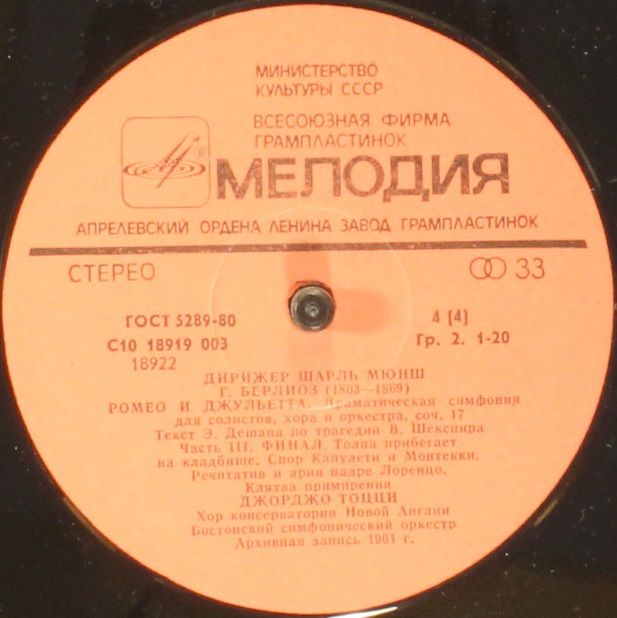 МИНИСТЕРСТВО
КУЛЬТУРЫ СССР
ВСЕСОЮЗНАЯ ФИРМА
ГРАМПЛАСТИНОК
®
МЕЛОДИЯ
АПРЕЛЕВСКИЙ ОРДЕНА ЛЕНИНА ЗАВОД ГРАМПЛАСТИНОК
СТЕРЕО
33
ГОСТ 5289-80
4 [4]
С10 18919 003
Гр. 2. 1-20
18922
ДИРИЖЕР ШАРЛЬ МЮНШ
Г. БЕРЛИОЗ (1803—1869)
РОМЕО И ДЖУЛЬЕТТА. Драматическая симфония
для солистов, хора и оркестра, соч. 17
Текст Э. Дешана по трагедии В. Шекспира
Часть III. ФИНАЛ. Толпа прибегает
на кладбище. Спор Капулети и Монтекки.
Речитатив и ария падре Лоренцо.
Клятва примирения
ДЖОРДЖО ТОЦЦИ
Хор консерватории Новой Англии
Бостонский симфонический оркестр
Архивная запись 1961 г.